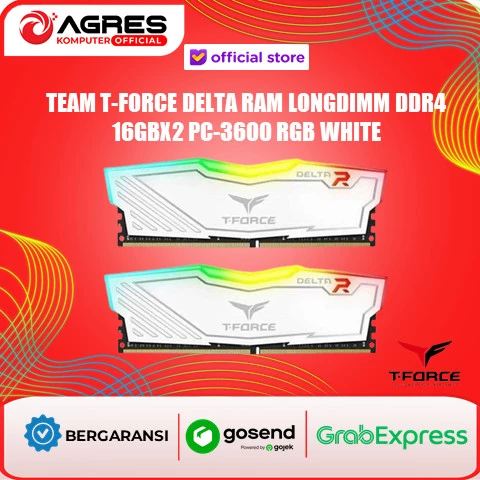 AGRES
KOMPUTER OFFICIAL
official store
TEAM T-FORCE DELTA RAM LONGDIMM DDR4
16GBX2 PC-3600 RGB WHITE
DELTA R
T-FORCE
DELTA R
T-FORCE
T-FORCE
BERGARANSI
gosend
Powered by gojek
GrabExpress